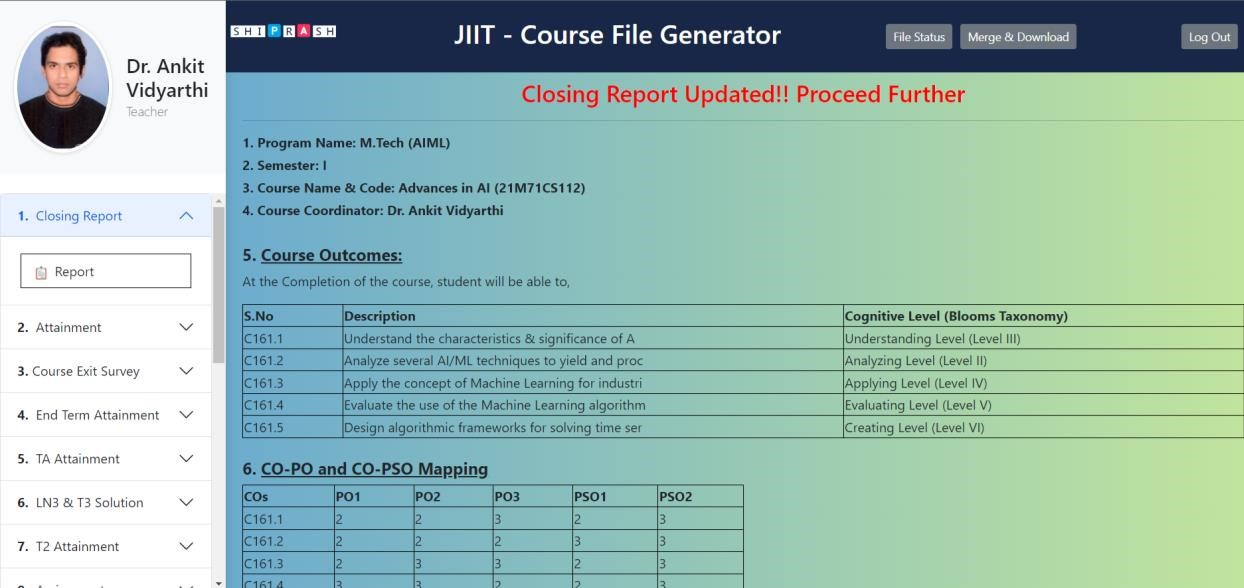 SHIPRASH
JIIT - Course File Generator
File Status
Merge & Download
Log Out
Dr. Ankit
Vidyarthi
Teacher
1. Closing Report
Report
2. Attainment
3. Course Exit Survey
4. End Term Attainment
5. TA Attainment
6. LN3 & T3 Solution
7. T2 Attainment
Closing Report Updated!! Proceed Further
1. Program Name: M.Tech (AIML)
2. Semester: I
3. Course Name & Code: Advances in AI (21M71CS112)
4. Course Coordinator: Dr. Ankit Vidyarthi
5. Course Outcomes:
At the Completion of the course, student will be able to,
S.No Description Cognitive Level (Blooms Taxonomy)
C161.1 Understand the characteristics & significance of A Understanding Level (Level III)
C161.2 Analyze several AI/ML techniques to yield and proc Analyzing Level (Level II)
C161.3 Apply the concept of Machine Learning for industri Applying Level (Level IV)
C161.4 Evaluate the use of the Machine Learning algorithm Evaluating Level (Level V)
C161.5 Design algorithmic frameworks for solving time ser Creating Level (Level VI)
6. CO-PO and CO-PSO Mapping
COs PO1 PO2 PO3 PSO1 PSO2
C161.1 2 2 3 2 3
C161.2 2 2 2 3 3
C161.3 2 3 3 2 3
C161.4 3 3 2 2 3